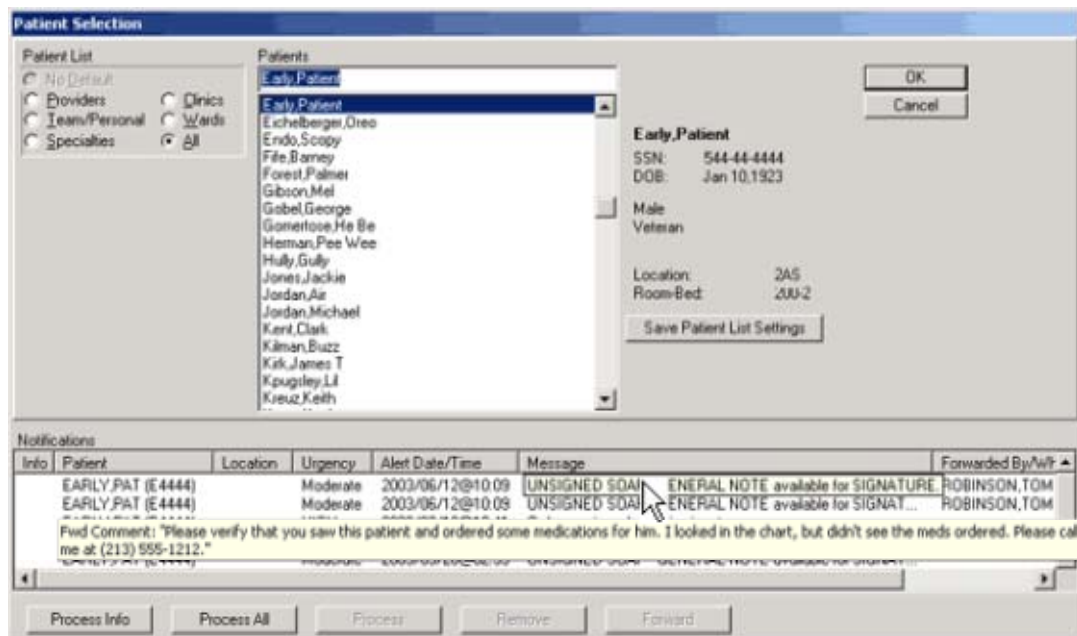 Patient Selection
Patient List
No Default
Providers
Clinics
Team/Personal
Wards
Specialties
All
Patients
Early,Patient
Early,Patient
Eichelberger,Oreo
Endo,Scopy
Fife,Barney
Forest,Palmer
Gibson,Mel
Gobel,George
Gomertose,He Be
Herman,Pee Wee
Hully,Gully
Jones,Jackie
Jordan,Air
Jordan,Michael
Kent,Clark
Kilman,Buzz
Kirk,James T
Kpugsley,Lil
Kreuz,Keith
OK
Cancel
Early,Patient
SSN: 544-44-4444
DOB: Jan 10,1923
Male
Veteran
Location: 2AS
Room-Bed: 200-2
Save Patient List Settings
Notifications
Info Patient Location Urgency Alert Date/Time Message Forwarded By/Wh
EARLY,PAT (E4444) Moderate 2003/06/12@10:09 UNSIGNED SOAP ENERAL NOTE available for SIGNATURE ROBINSON,TOM
EARLY,PAT (E4444) Moderate 2003/06/12@10:09 UNSIGNED SOAP GENERAL NOTE available for SIGNAT... ROBINSON,TOM
Fwd Comment: "Please verify that you saw this patient and ordered some medications for him. I looked in the chart, but didn't see the meds ordered. Please cal
me at (213) 555-1212."
Process Info Process All Process Remove Forward